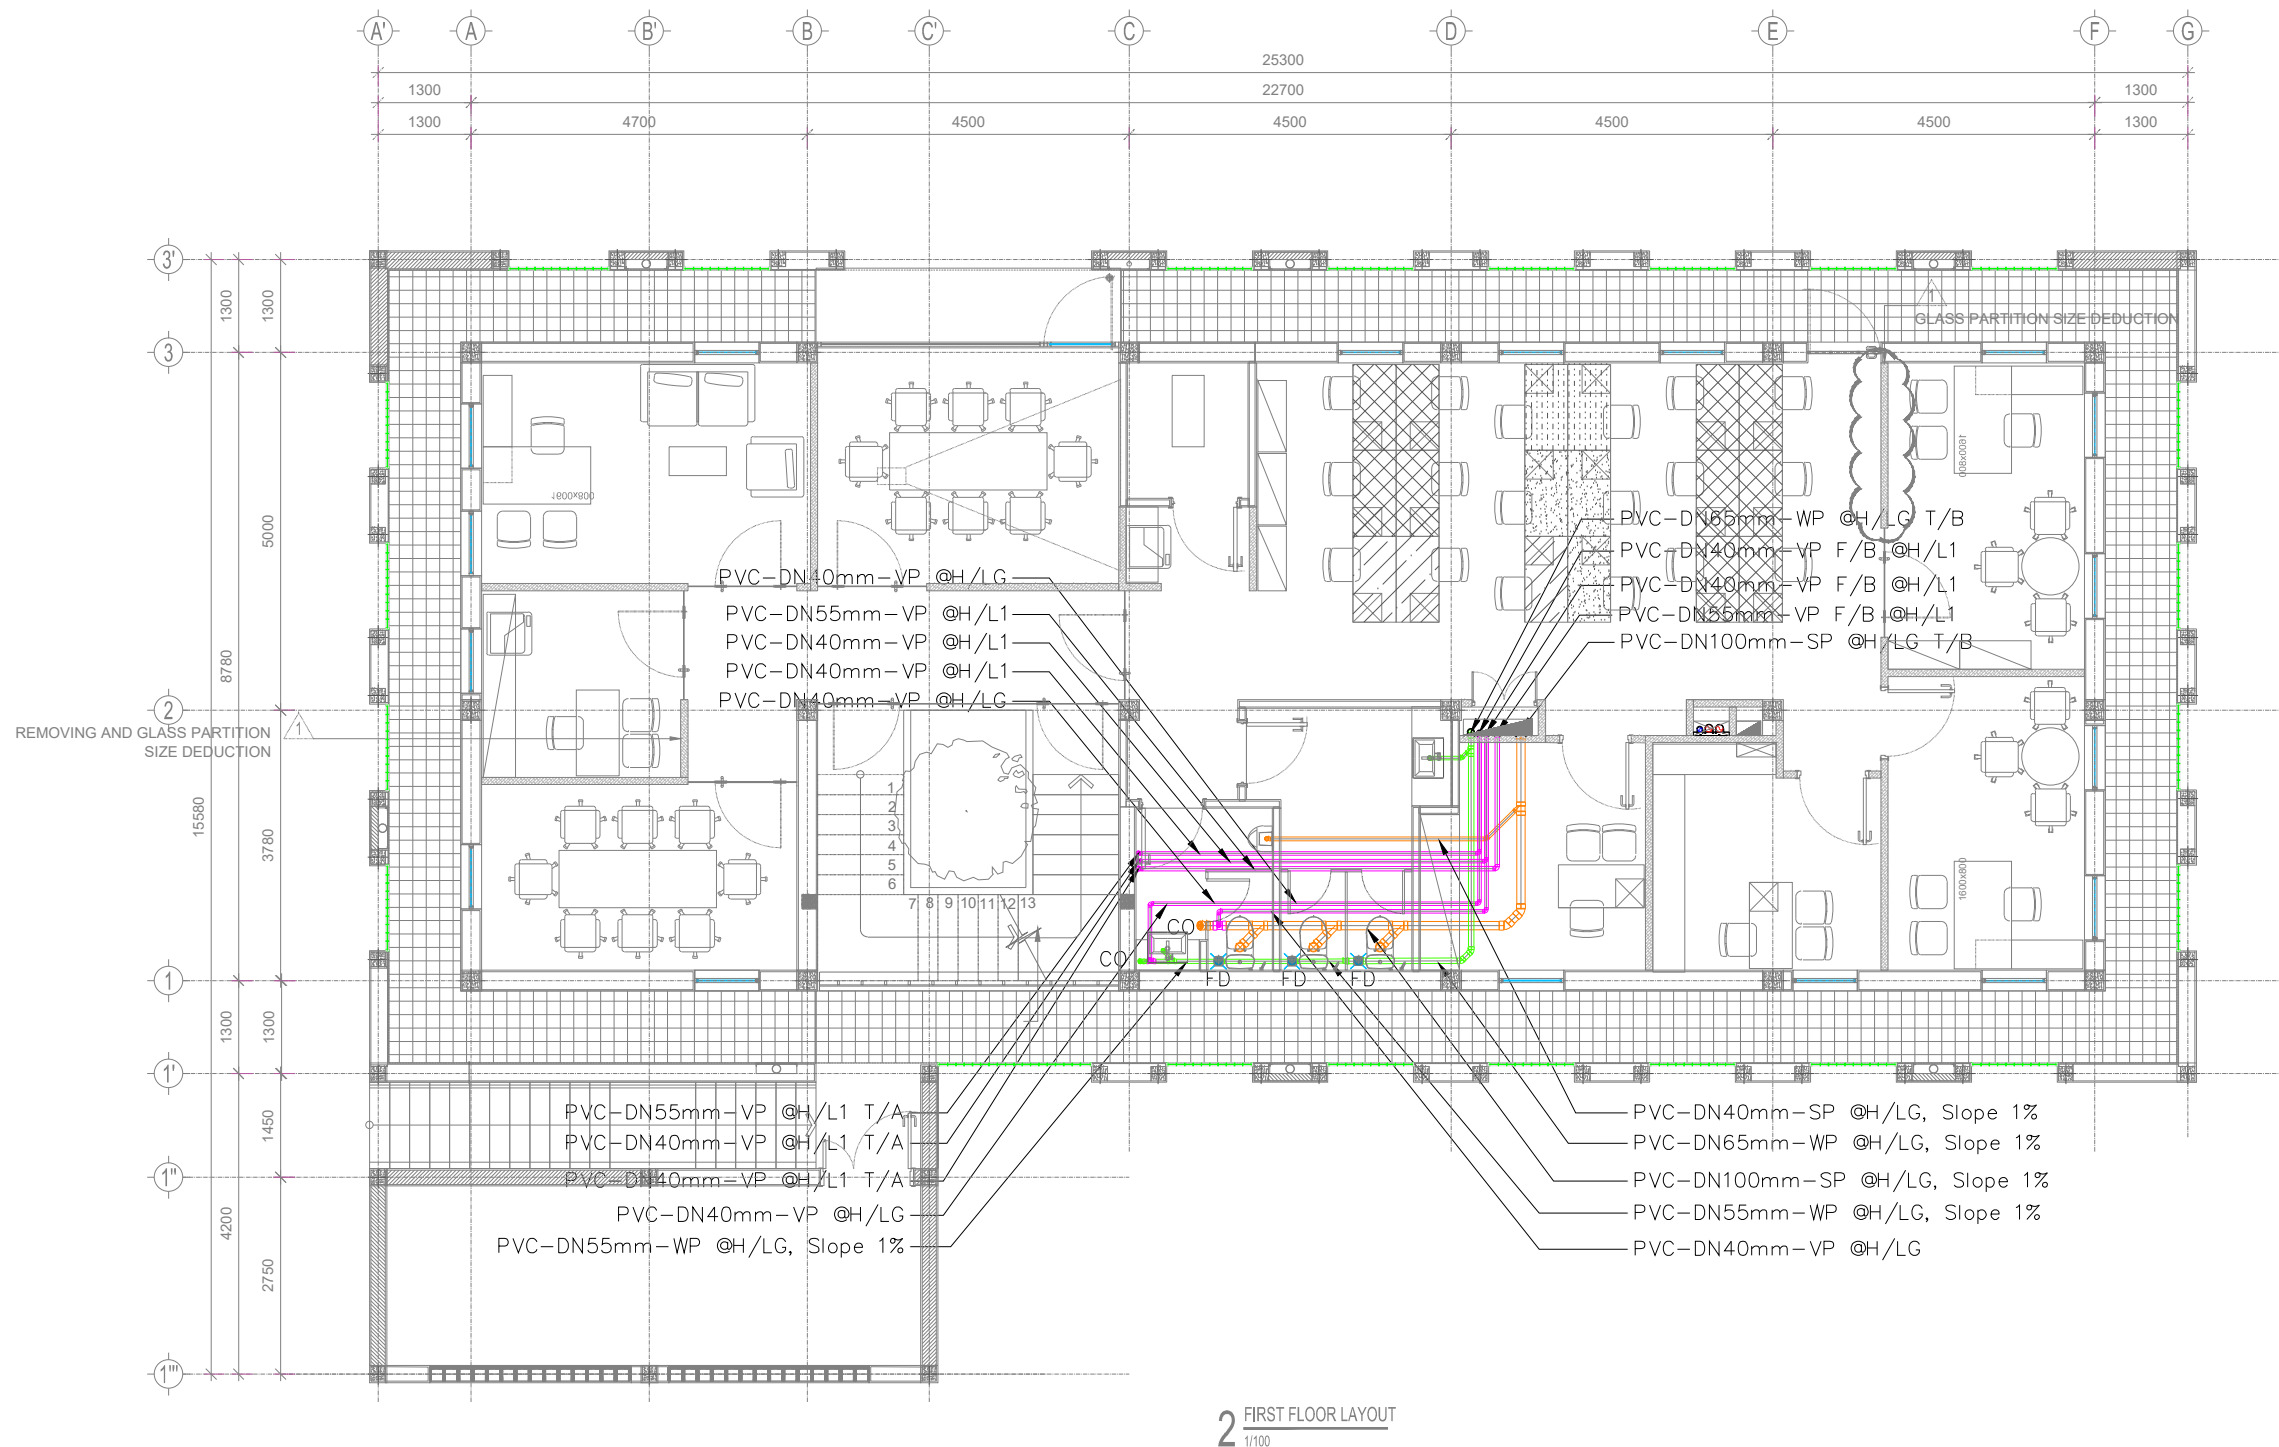 A' A B' B C' C D E F G
25300
1300 22700 1300
1300 4700 4500 4500 4500 4500 1300
3'
1300 1300
1
GLASS PARTITION SIZE DEDUCTION
3
1600x800
1600x800
5000
8780
15580
PVC-DN65mm-WP @H/LG T/B
PVC-DN40mm-VP F/B @H/L1
PVC-DN40mm-VP F/B @H/L1
PVC-DN55mm-VP F/B @H/L1
PVC-DN100mm-SP @H/LG T/B
PVC-DN40mm-VP @H/LG
PVC-DN55mm-VP @H/L1
PVC-DN40mm-VP @H/L1
PVC-DN40mm-VP @H/L1
PVC-DN40mm-VP @H/LG
2
REMOVING AND GLASS PARTITION
SIZE DEDUCTION
1
3780
1
2
3
4
5
6
7 8 9 10 11 12 13
1600x800
CO
CO
FD FD FD
1
1300 1300
1'
PVC-DN55mm-VP @H/L1 T/A
PVC-DN40mm-VP @H/L1 T/A
PVC-DN40mm-VP @H/L1 T/A
PVC-DN40mm-VP @H/LG
PVC-DN55mm-WP @H/LG, Slope 1%
PVC-DN40mm-SP @H/LG, Slope 1%
PVC-DN65mm-WP @H/LG, Slope 1%
PVC-DN100mm-SP @H/LG, Slope 1%
PVC-DN55mm-WP @H/LG, Slope 1%
PVC-DN40mm-VP @H/LG
1450
1"
4200
2750
1'"
2 FIRST FLOOR LAYOUT
1/100